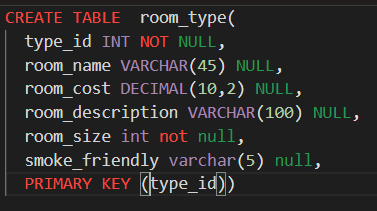 CREATE TABLE  room_type(
type_id INT NOT NULL,
room_name VARCHAR(45) NULL,
room_cost DECIMAL(10,2) NULL,
room_description VARCHAR(100) NULL,
room_size int not null,
smoke_friendly varchar(5) null,
PRIMARY KEY (type_id))